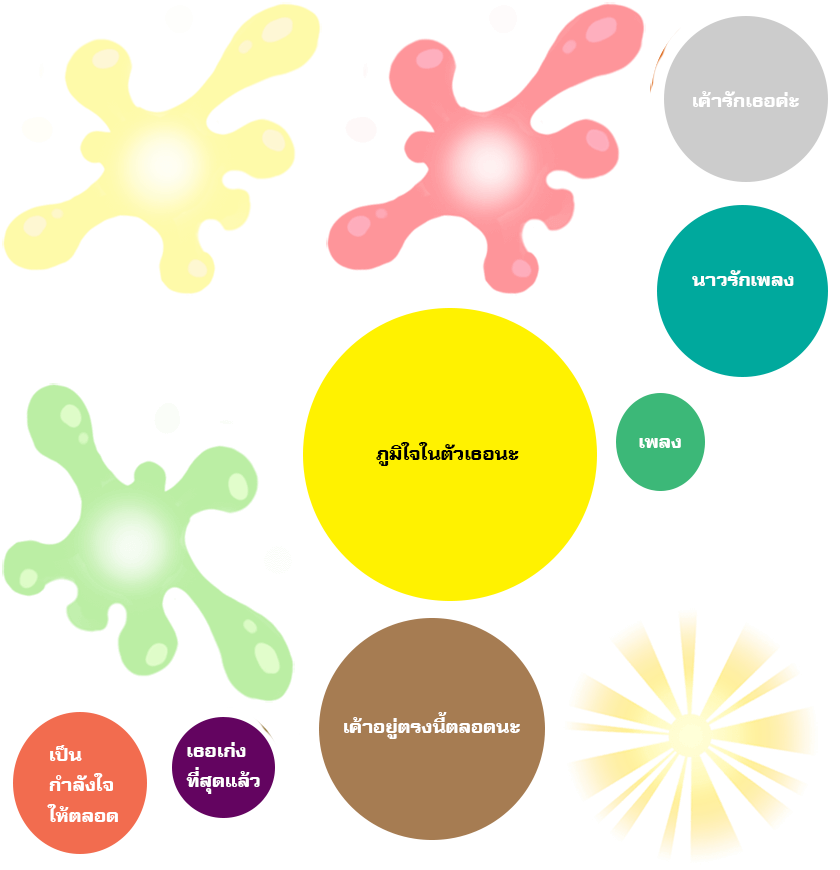 เค้ารักเธอค่ะ
นาวรักเพลง
เพลง
ภูมิใจในตัวเธอนะ
เค้าอยู่ตรงนี้ตลอดนะ
เธอเก่ง
ที่สุดแล้ว
เป็น
กำลังใจ
ให้ตลอด